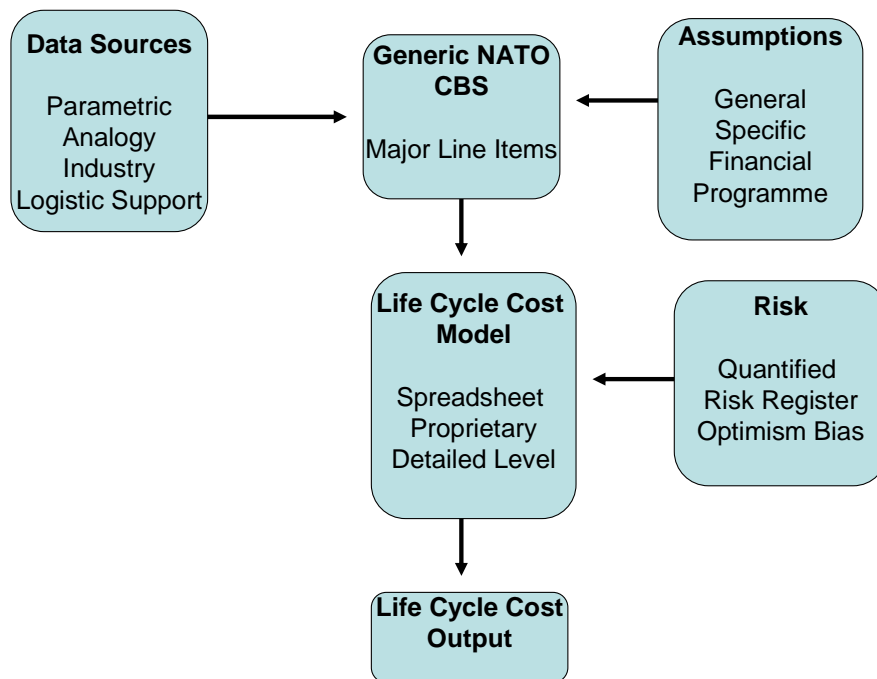 Data Sources
Parametric
Analogy
Industry
Logistic Support
Generic NATO
CBS
Major Line Items
Assumptions
General
Specific
Financial
Programme
Life Cycle Cost
Model
Spreadsheet
Proprietary
Detailed Level
Risk
Quantified
Risk Register
Optimism Bias
Life Cycle Cost
Output